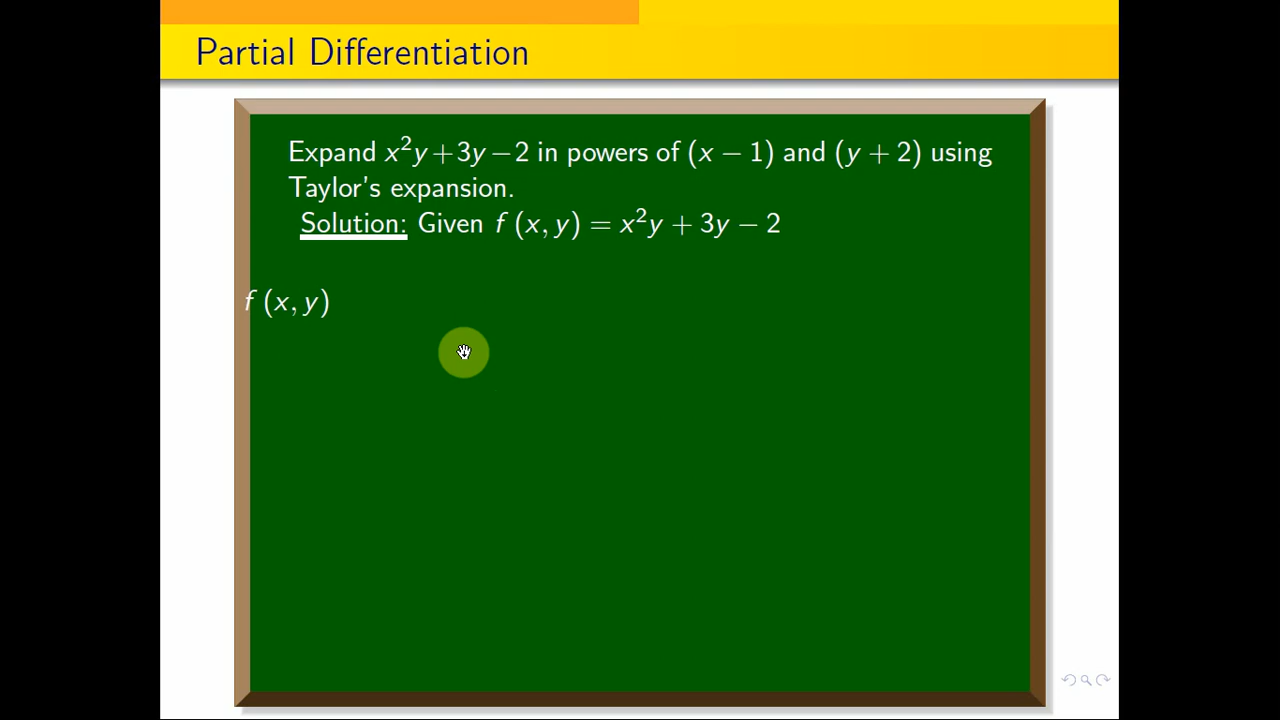 Partial Differentiation
Expand x²y + 3y − 2 in powers of (x − 1) and (y + 2) using
Taylor's expansion.
Solution: Given f (x, y) = x²y + 3y − 2
f (x, y)